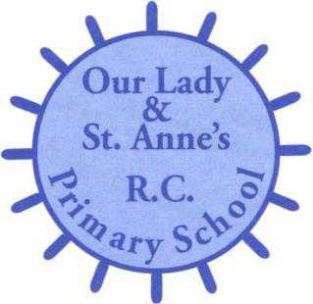 Our Lady
&
St. Anne's
R.C.
Primary School